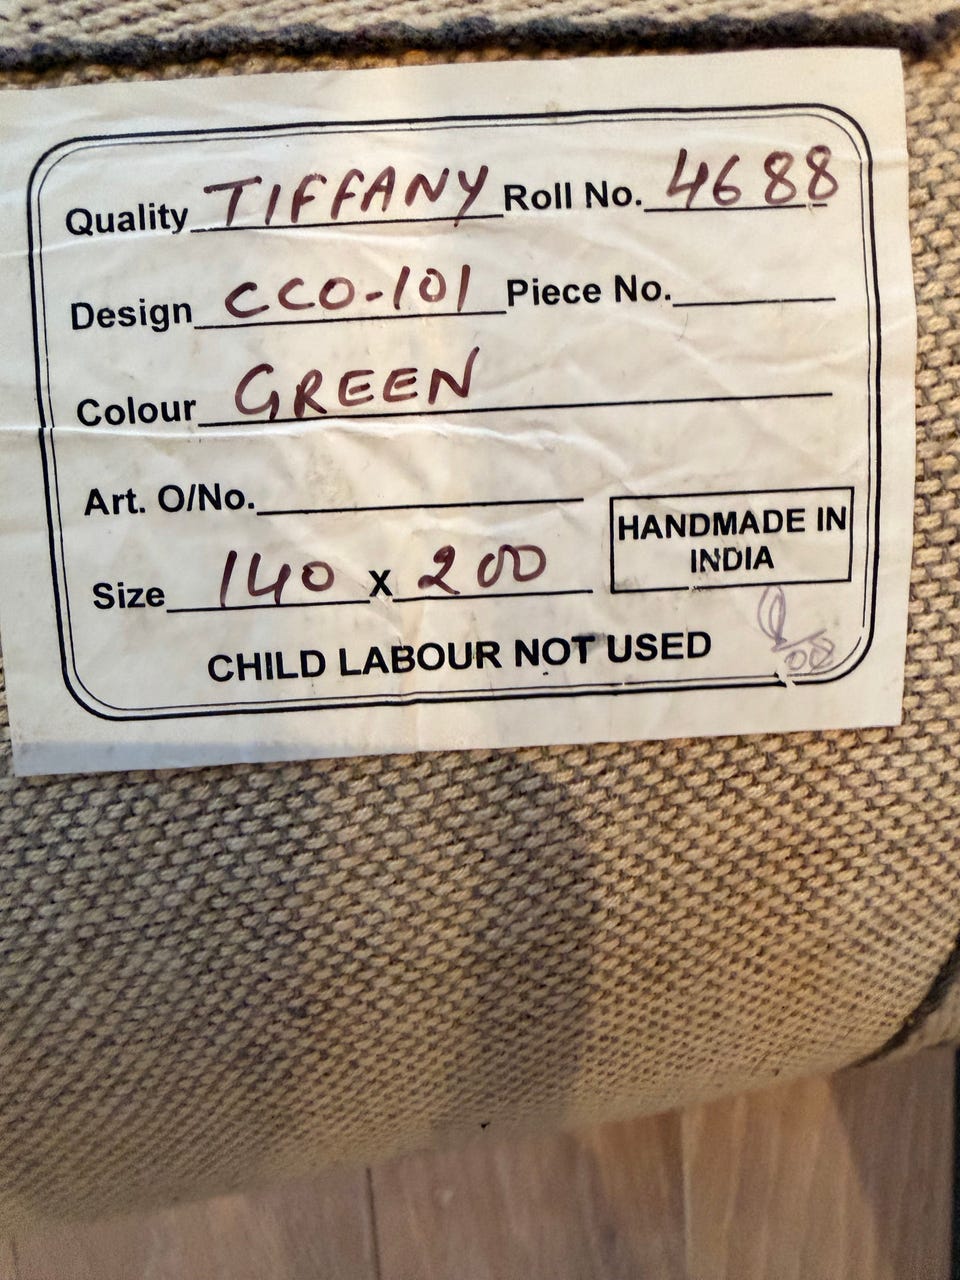 Quality TIFFANY Roll No. 4688
Design CCO-101 Piece No.
Colour GREEN
Art. O/No.
HANDMADE IN
INDIA
Size 140 x 200
CHILD LABOUR NOT USED